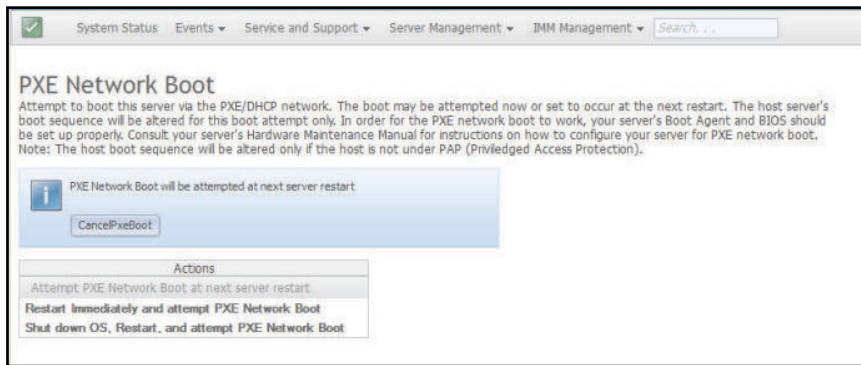 System Status Events Service and Support Server Management IMM Management Search. . .
PXE Network Boot
Attempt to boot this server via the PXE/DHCP network. The boot may be attempted now or set to occur at the next restart. The host server's
boot sequence will be altered for this boot attempt only. In order for the PXE network boot to work, your server's Boot Agent and BIOS should
be set up properly. Consult your server's Hardware Maintenance Manual for instructions on how to configure your server for PXE network boot.
Note: The host boot sequence will be altered only if the host is not under PAP (Priviledged Access Protection).
i
PXE Network Boot will be attempted at next server restart
CancelPxeBoot
Actions
Attempt PXE Network Boot at next server restart
Restart Immediately and attempt PXE Network Boot
Shut down OS, Restart, and attempt PXE Network Boot